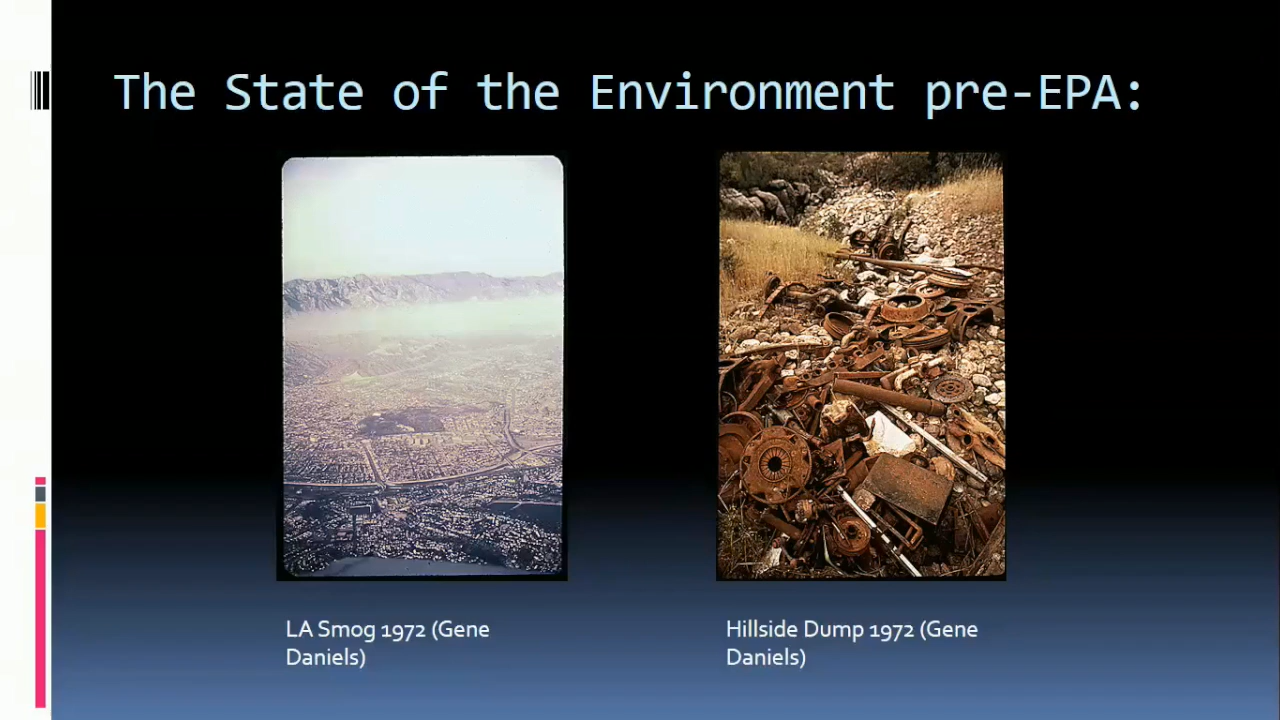 The State of the Environment pre-EPA:
LA Smog 1972 (Gene
Daniels)
Hillside Dump 1972 (Gene
Daniels)